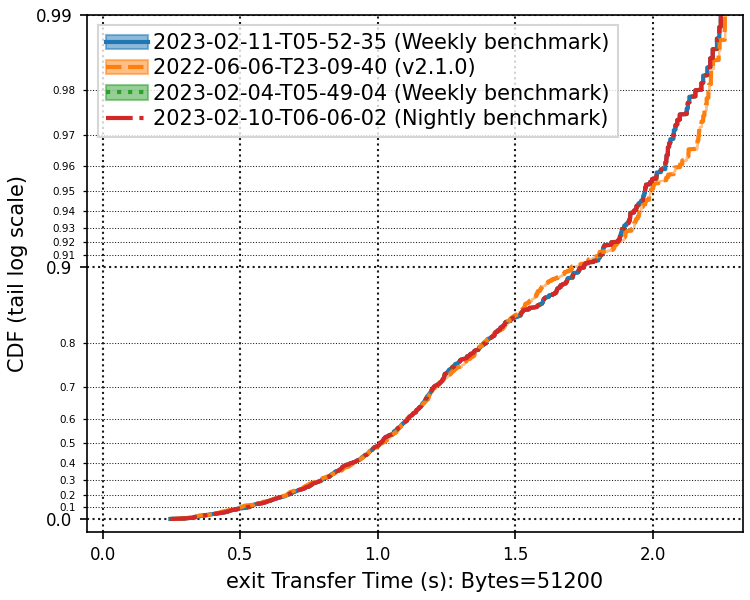 0.99
2023-02-11-T05-52-35 (Weekly benchmark)
2022-06-06-T23-09-40 (v2.1.0)
2023-02-04-T05-49-04 (Weekly benchmark)
2023-02-10-T06-06-02 (Nightly benchmark)
0.98
0.97
0.96
0.95
0.94
0.93
0.92
0.91
0.9
0.8
0.7
0.6
0.5
0.4
0.3
0.2
0.1
0.0
CDF (tail log scale)
0.0 0.5 1.0 1.5 2.0
exit Transfer Time (s): Bytes=51200